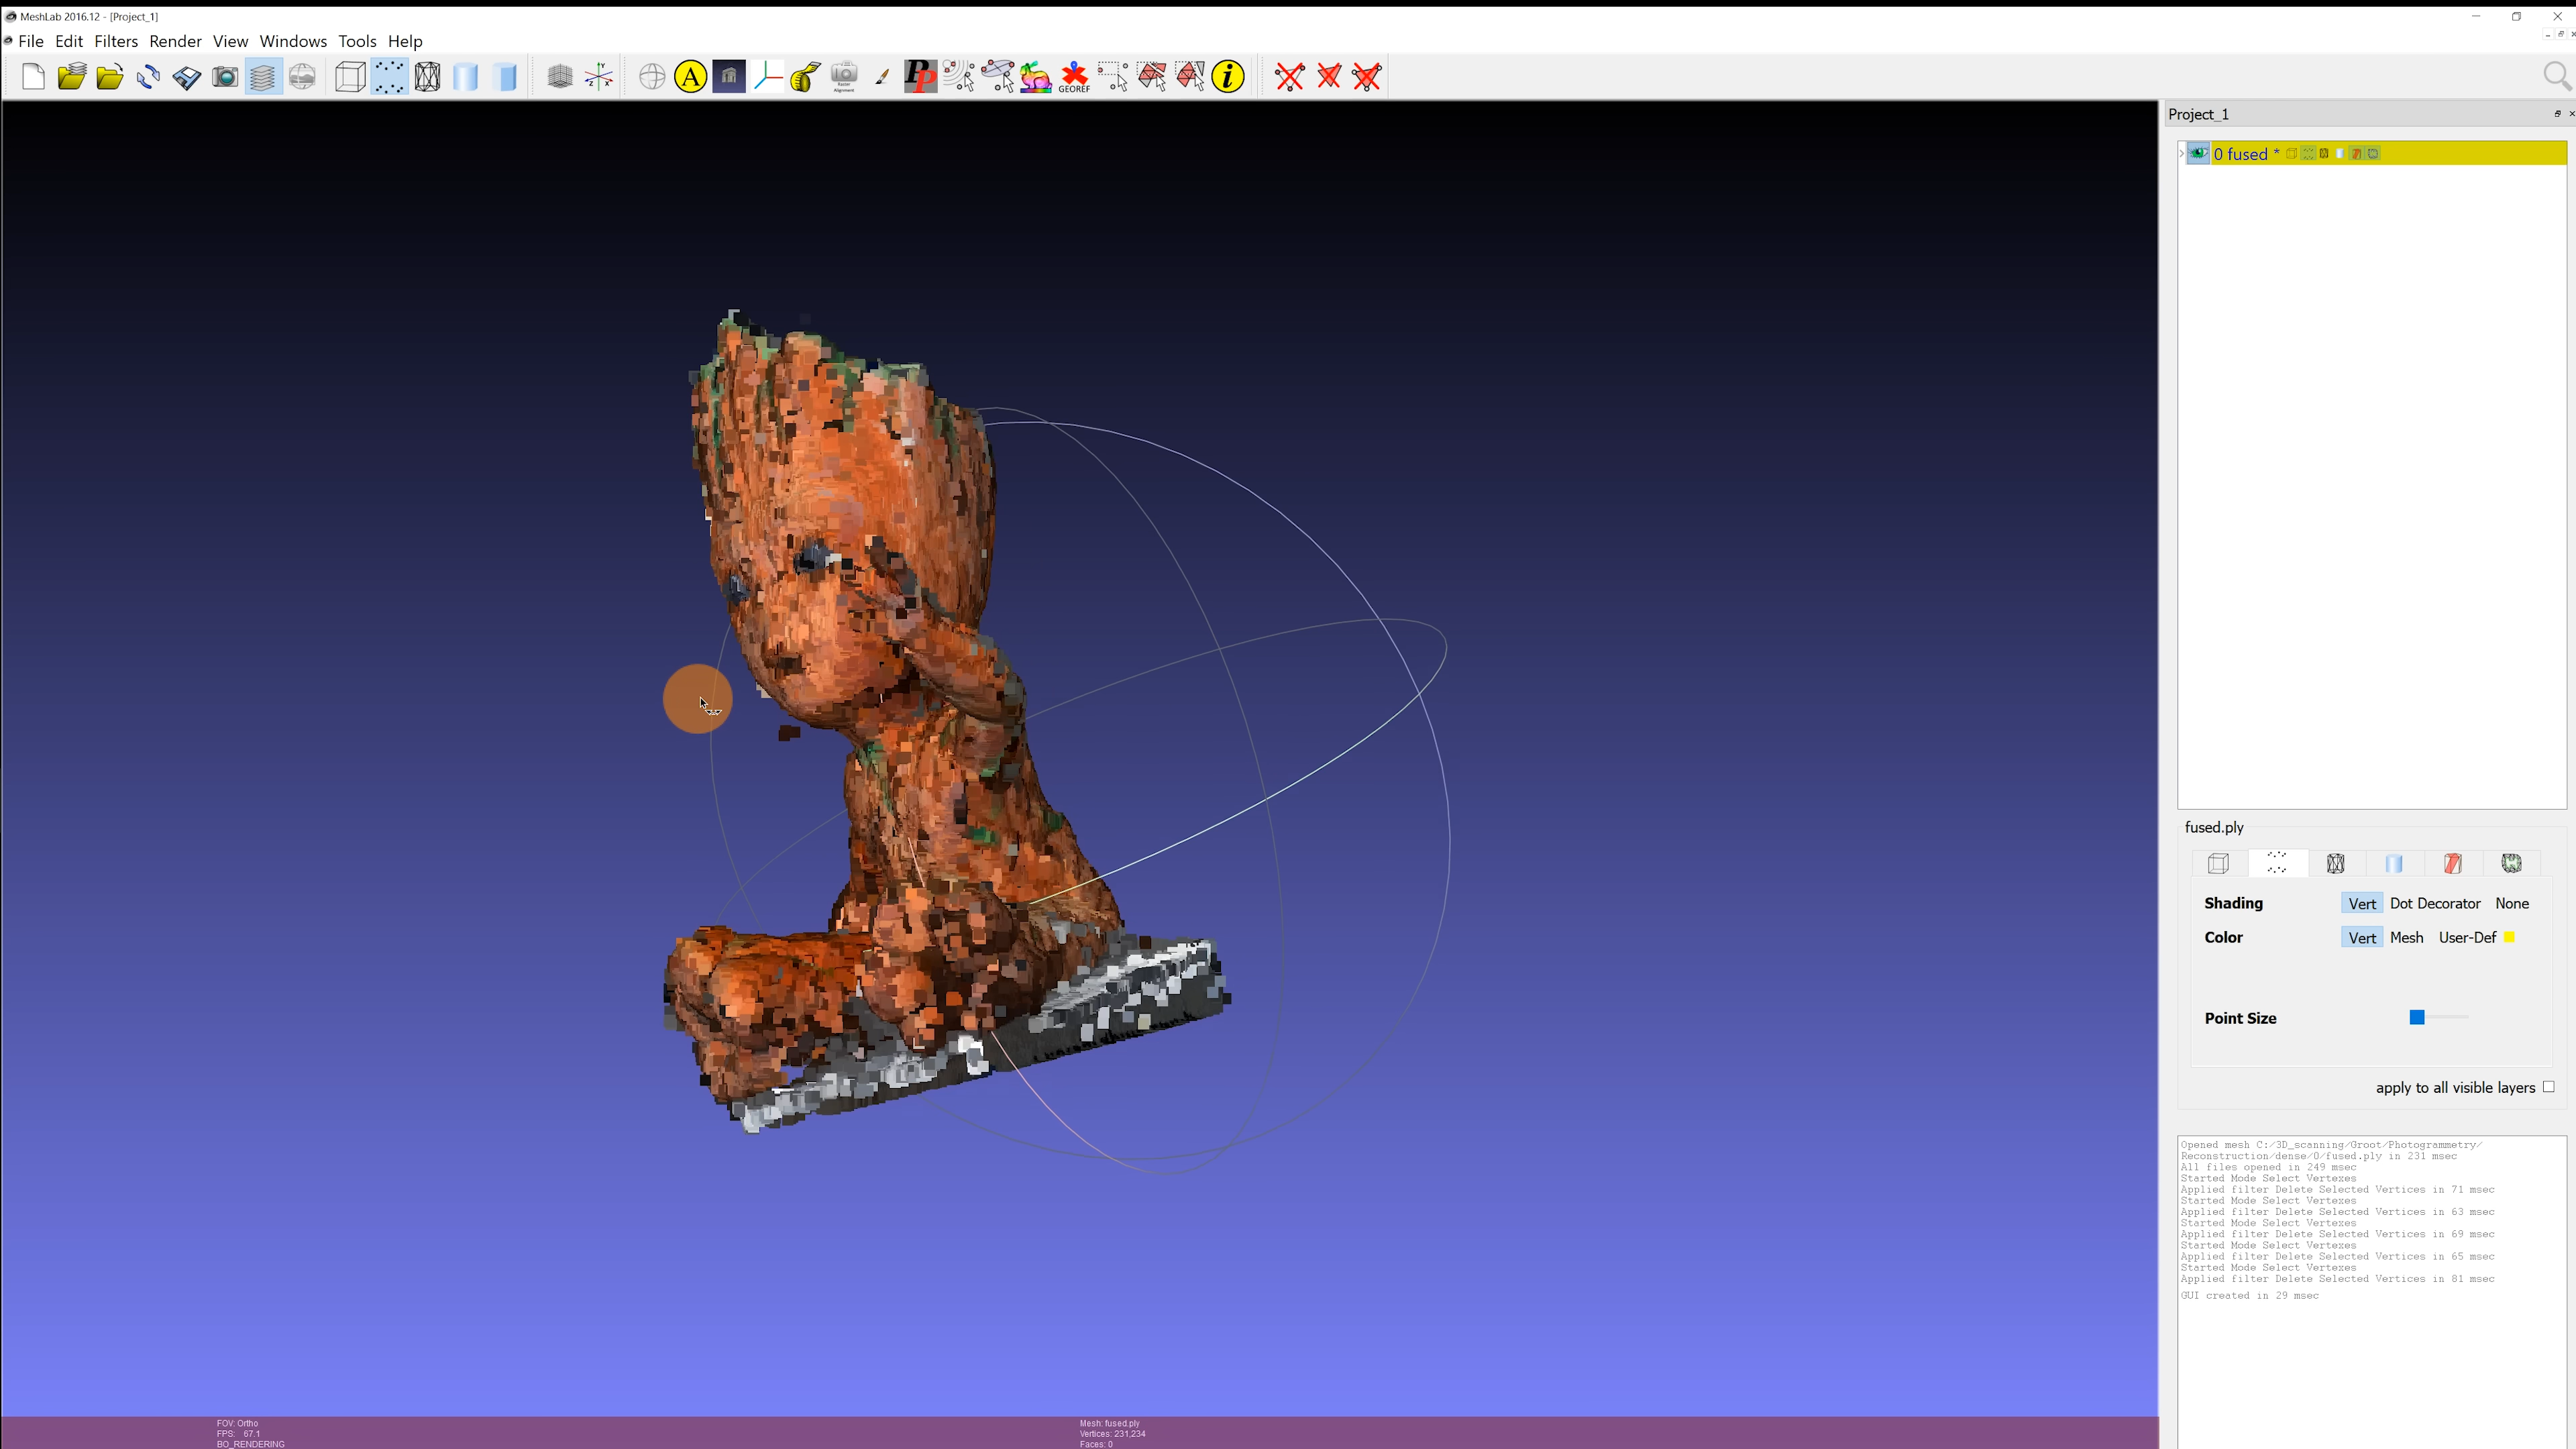 MeshLab 2016.12 - [Project_1]
File Edit Filters Render View Windows Tools Help
A
Raster Alignment
PP
GEOREF
i
Project_1
0 fused *
fused.ply
Shading Vert Dot Decorator None
Color Vert Mesh User-Def
Point Size
apply to all visible layers
Opened mesh C:/3D_scanning/Groot/Photogrammetry/
Reconstruction/dense/0/fused.ply in 231 msec
All files opened in 249 msec
Started Mode Select Vertexes
Applied filter Delete Selected Vertices in 71 msec
Started Mode Select Vertexes
Applied filter Delete Selected Vertices in 63 msec
Started Mode Select Vertexes
Applied filter Delete Selected Vertices in 69 msec
Started Mode Select Vertexes
Applied filter Delete Selected Vertices in 65 msec
Started Mode Select Vertexes
Applied filter Delete Selected Vertices in 81 msec
GUI created in 29 msec
FOV: Ortho
FPS: 67.1
BO_RENDERING
Mesh: fused.ply
Vertices: 231,234
Faces: 0